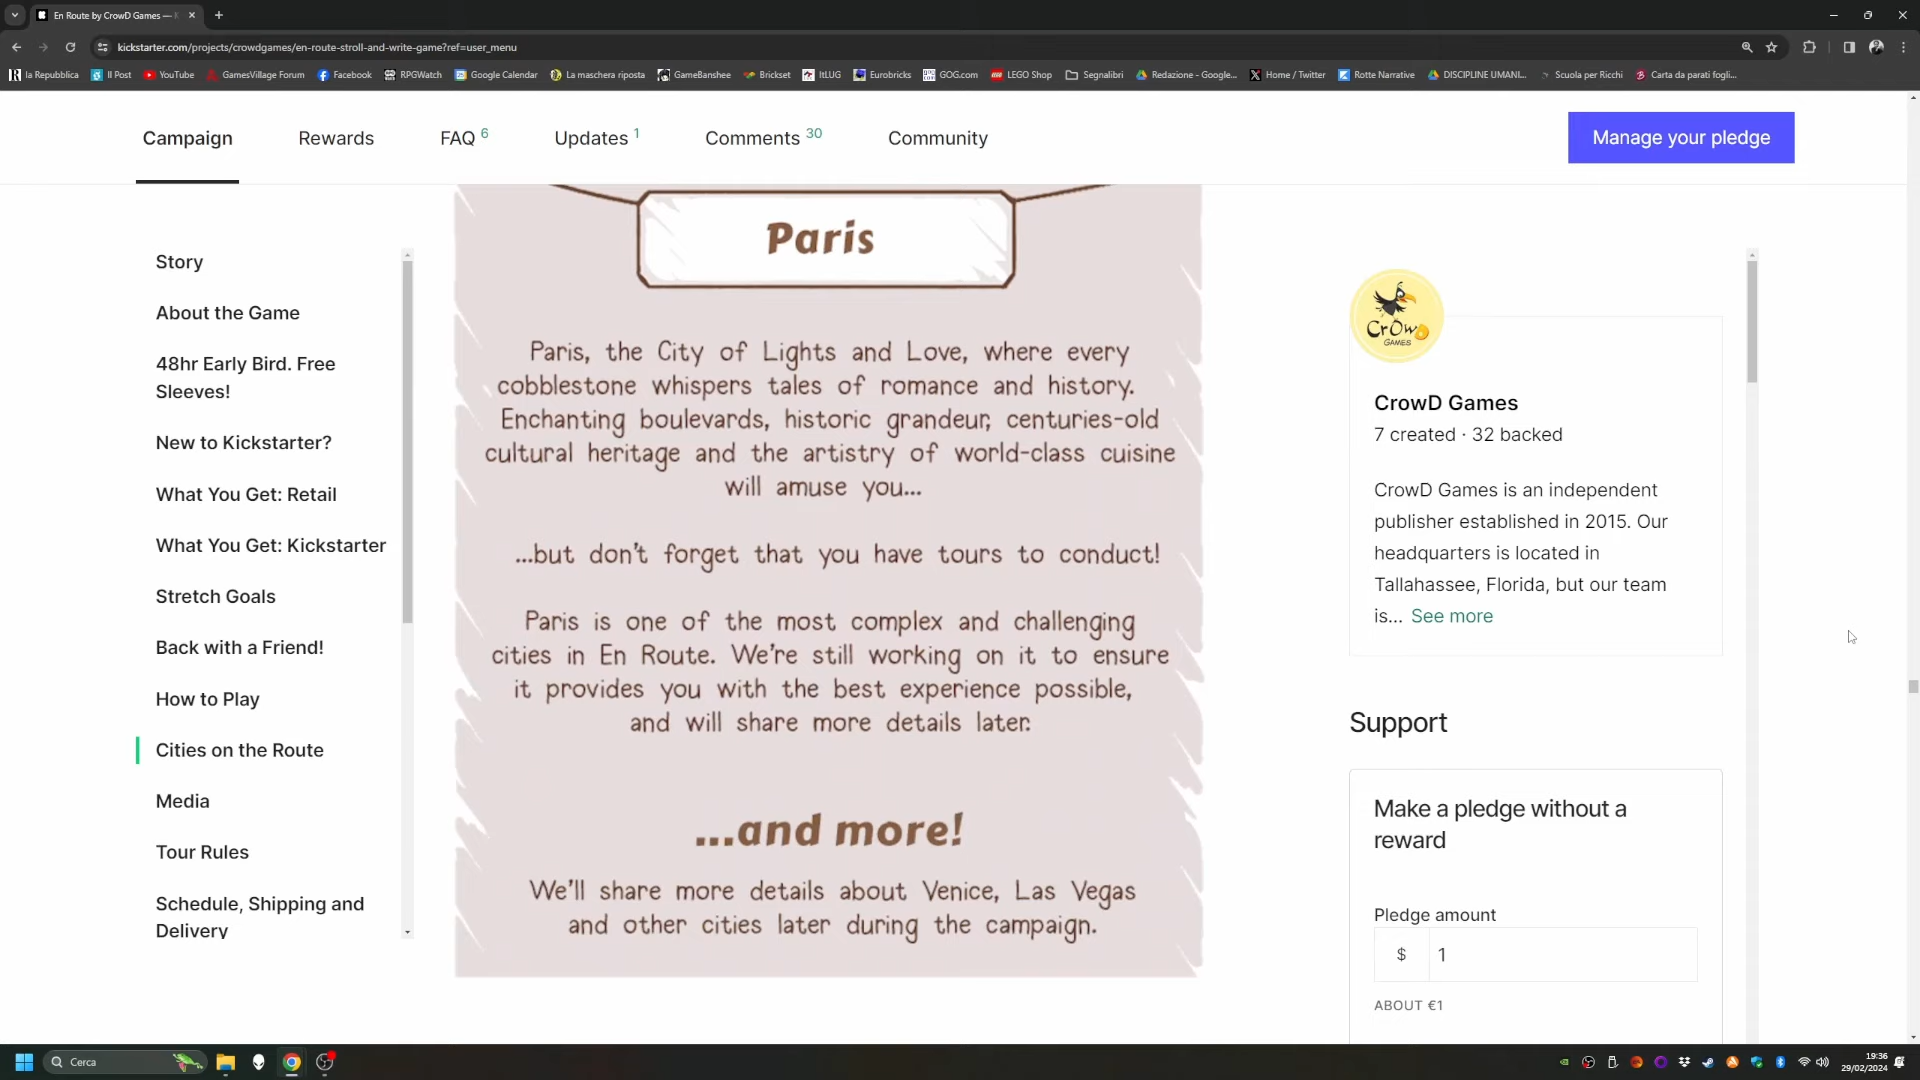 En Route by CrowD Games — K
kickstarter.com/projects/crowdgames/en-route-stroll-and-write-game?ref=user_menu
la Repubblica
Il Post
YouTube
GamesVillage Forum
Facebook
RPGWatch
Google Calendar
La maschera riposta
GameBanshee
Brickset
ItLUG
Eurobricks
GOG.com
LEGO Shop
Segnalibri
Redazione - Google...
Home / Twitter
Rotte Narrative
DISCIPLINE UMANI...
Scuola per Ricchi
Carta da parati fogli...
Campaign
Rewards
FAQ 6
Updates 1
Comments 30
Community
Manage your pledge
Story
About the Game
48hr Early Bird. Free
Sleeves!
New to Kickstarter?
What You Get: Retail
What You Get: Kickstarter
Stretch Goals
Back with a Friend!
How to Play
Cities on the Route
Media
Tour Rules
Schedule, Shipping and
Delivery
Paris
Paris, the City of Lights and Love, where every
cobblestone whispers tales of romance and history.
Enchanting boulevards, historic grandeur, centuries-old
cultural heritage and the artistry of world-class cuisine
will amuse you...
...but don't forget that you have tours to conduct!
Paris is one of the most complex and challenging
cities in En Route. We're still working on it to ensure
it provides you with the best experience possible,
and will share more details later.
...and more!
We'll share more details about Venice, Las Vegas
and other cities later during the campaign.
CrOwD
GAMES
CrowD Games
7 created · 32 backed
CrowD Games is an independent
publisher established in 2015. Our
headquarters is located in
Tallahassee, Florida, but our team
is... See more
Support
Make a pledge without a
reward
Pledge amount
$ 1
ABOUT €1
Cerca
19:36
29/02/2024